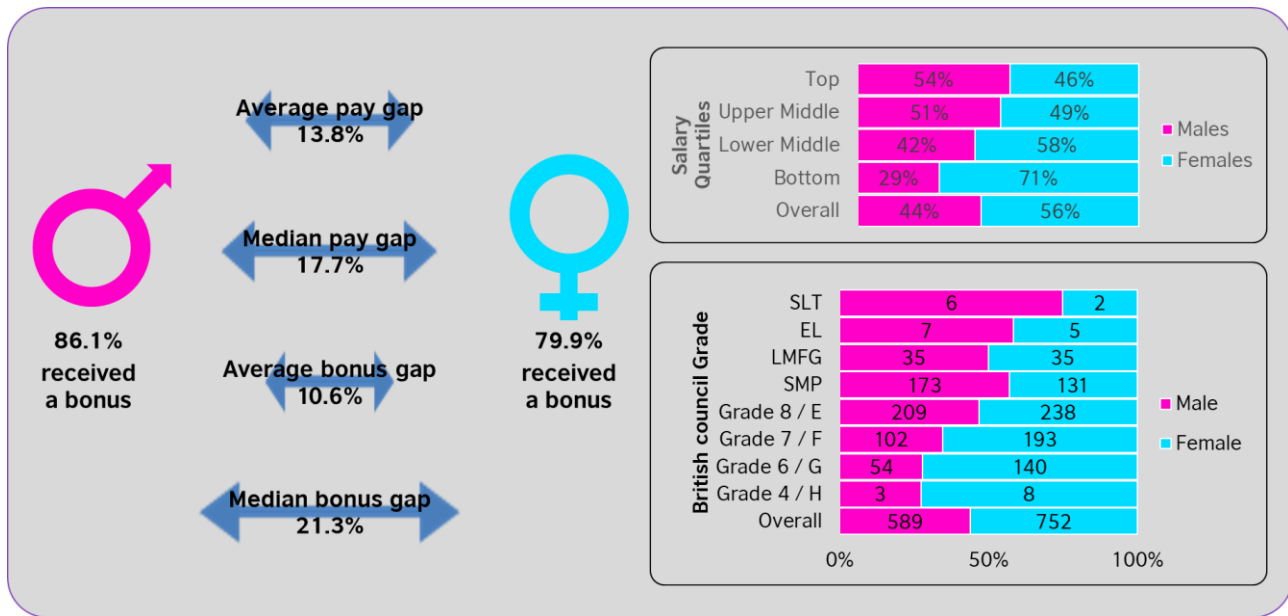 Average pay gap
13.8%
Median pay gap
17.7%
86.1%
received
a bonus
79.9%
received
a bonus
Average bonus gap
10.6%
Median bonus gap
21.3%
Salary
Quartiles
Top 54% 46%
Upper Middle 51% 49%
Lower Middle 42% 58%
Bottom 29% 71%
Overall 44% 56%
Males
Females
British council Grade
SLT 6 2
EL 7 5
LMFG 35 35
SMP 173 131
Grade 8 / E 209 238
Grade 7 / F 102 193
Grade 6 / G 54 140
Grade 4 / H 3 8
Overall 589 752
0% 50% 100%
Male
Female